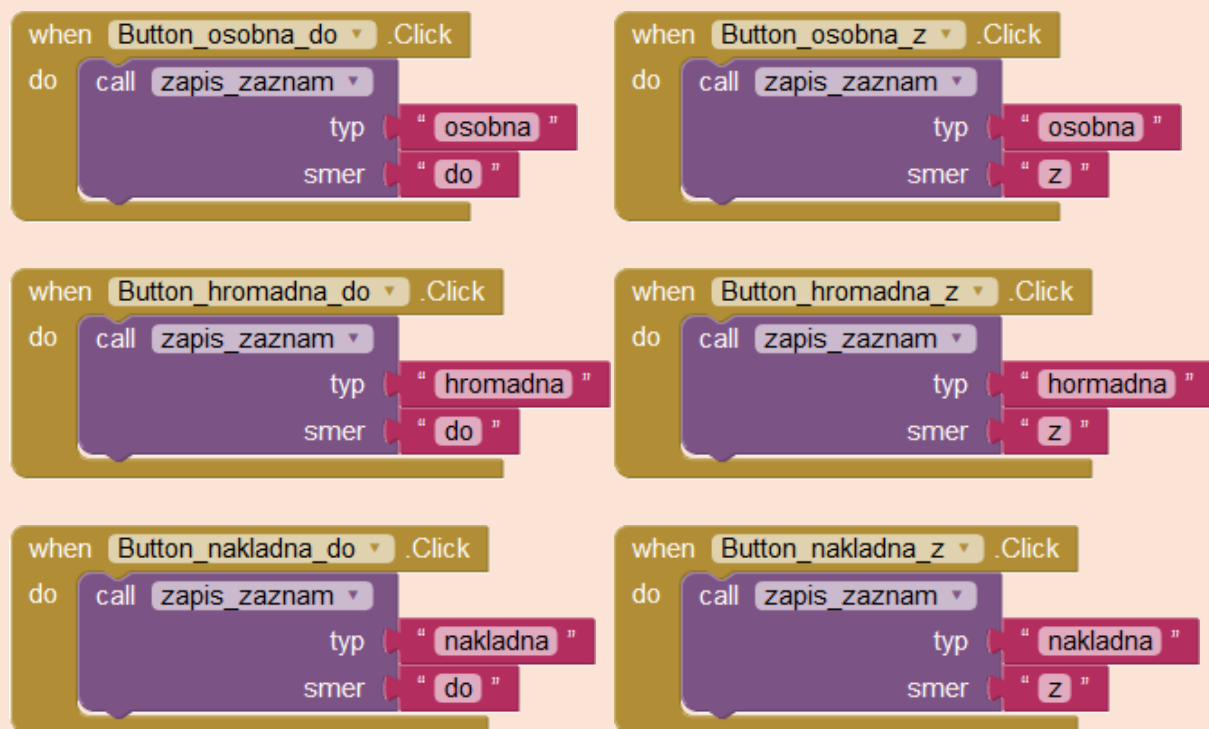 when Button_osobna_do .Click
do call zapis_zaznam
typ " osobna "
smer " do "
when Button_osobna_z .Click
do call zapis_zaznam
typ " osobna "
smer " z "
when Button_hromadna_do .Click
do call zapis_zaznam
typ " hromadna "
smer " do "
when Button_hromadna_z .Click
do call zapis_zaznam
typ " hormadna "
smer " z "
when Button_nakladna_do .Click
do call zapis_zaznam
typ " nakladna "
smer " do "
when Button_nakladna_z .Click
do call zapis_zaznam
typ " nakladna "
smer " z "